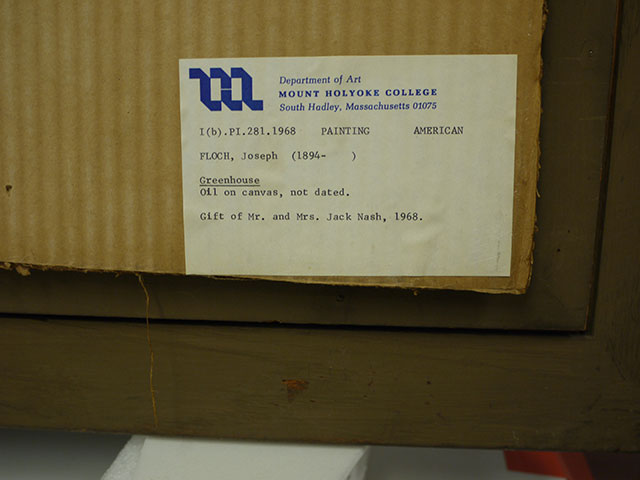 Department of Art
MOUNT HOLYOKE COLLEGE
South Hadley, Massachusetts 01075
I(b).PI.281.1968 PAINTING AMERICAN
FLOCH, Joseph (1894- )
Greenhouse
Oil on canvas, not dated.
Gift of Mr. and Mrs. Jack Nash, 1968.